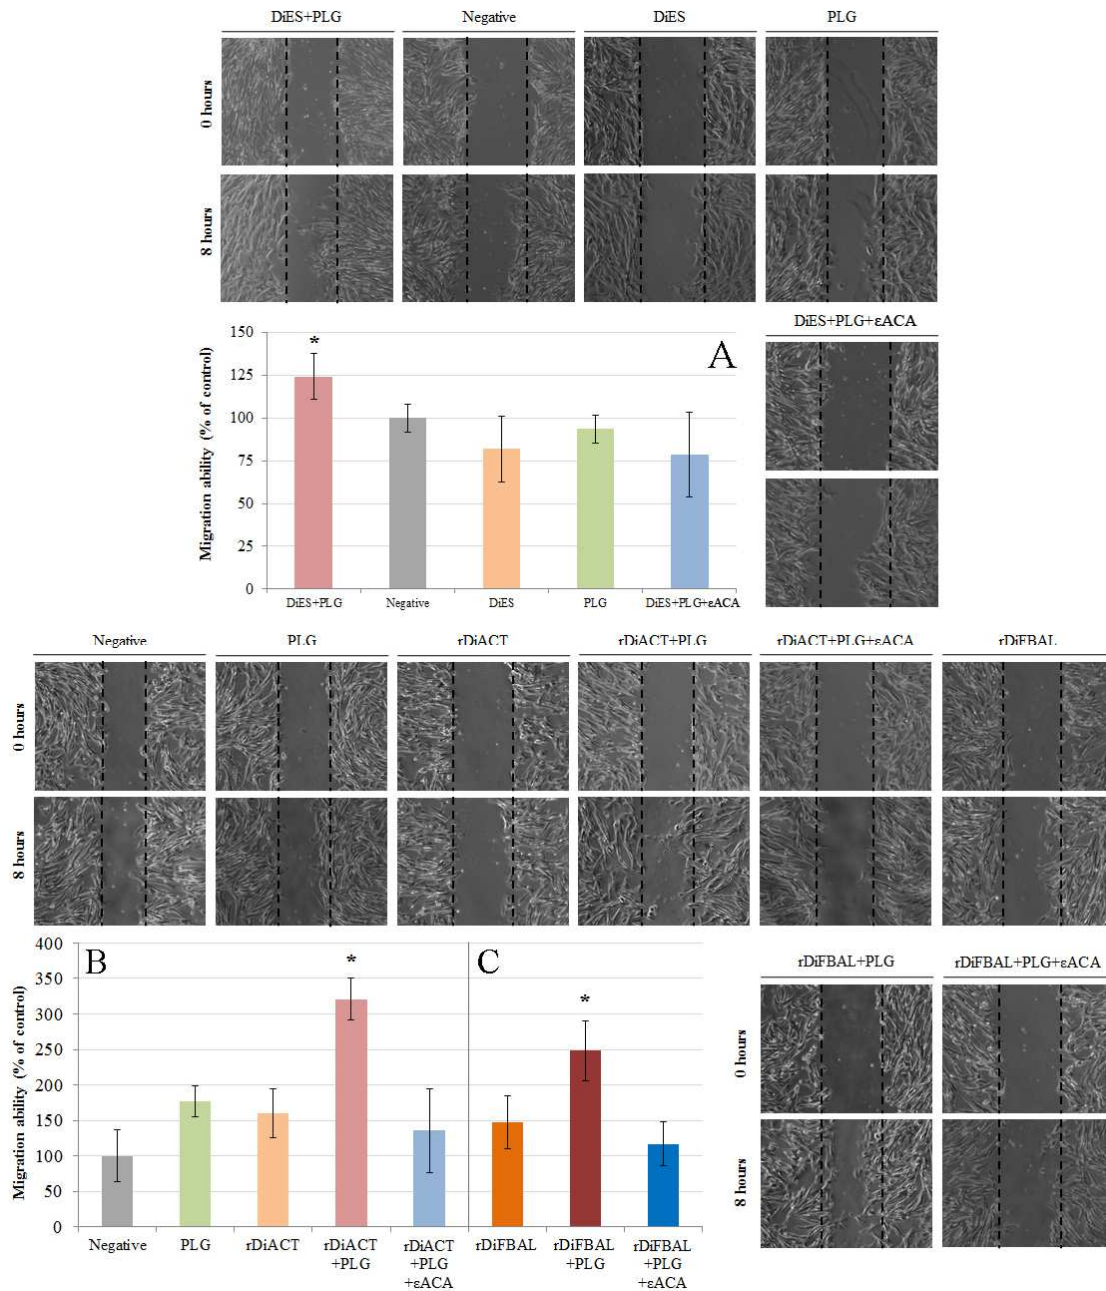 DiES+PLG Negative DiES PLG
0 hours
8 hours
DiES+PLG+εACA
A
Migration ability (% of control)
150
125
100
75
50
25
0
DiES+PLG Negative DiES PLG DiES+PLG+εACA
*
Negative PLG rDiACT rDiACT+PLG rDiACT+PLG+εACA rDiFBAL
0 hours
8 hours
B C
Migration ability (% of control)
400
350
300
250
200
150
100
50
0
* *
Negative PLG rDiACT rDiACT rDiACT rDiFBAL rDiFBAL rDiFBAL
+PLG +PLG +PLG +PLG
+εACA +εACA
rDiFBAL+PLG rDiFBAL+PLG+εACA
0 hours
8 hours